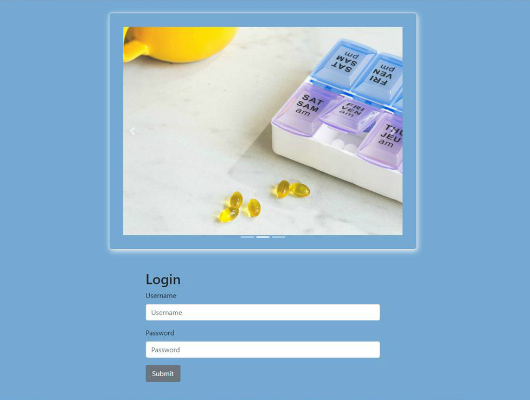 SAT
SAM
pm
FRI
VEN
pm
SAT
SAM
am
FRI
VEN
am
THU
JEU
am
Login
Username
Username
Password
Password
Submit